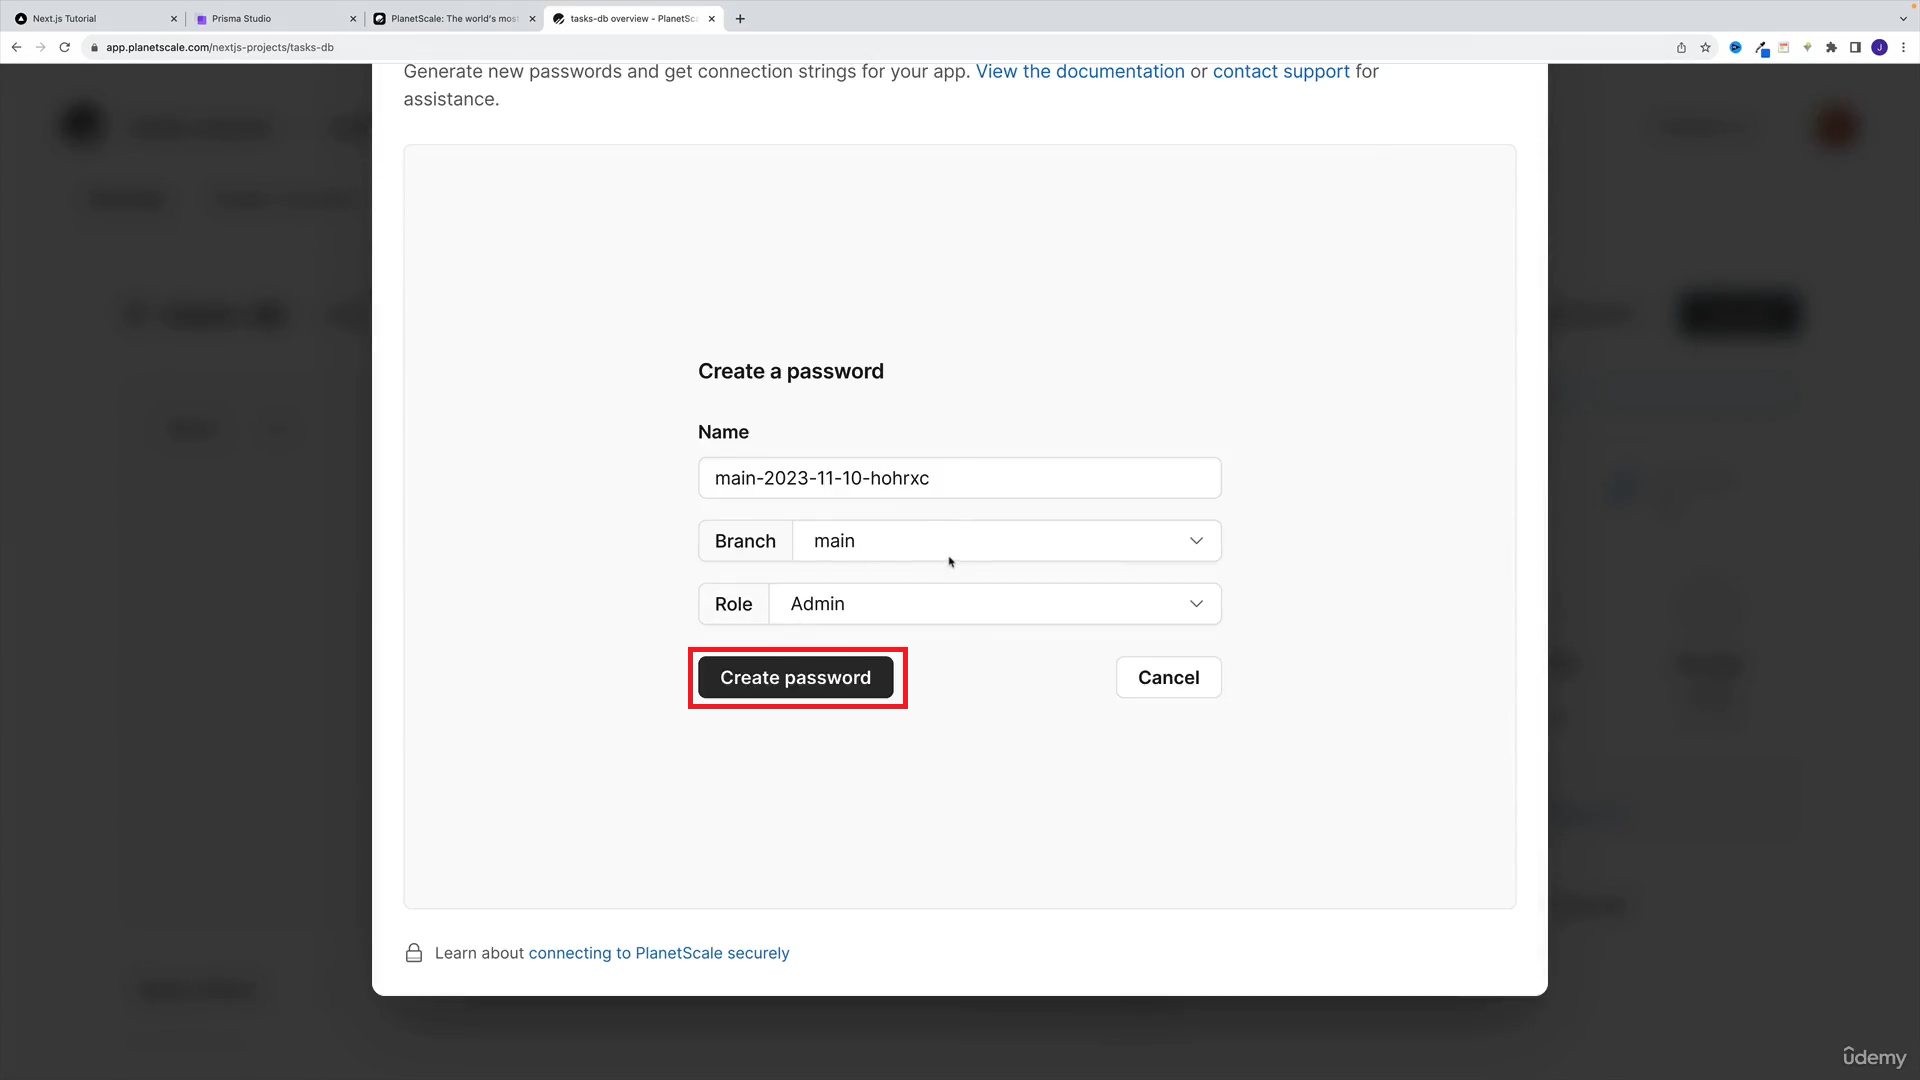 Next.js Tutorial
Prisma Studio
PlanetScale: The world's most
tasks-db overview - PlanetSc
app.planetscale.com/nextjs-projects/tasks-db
J
Generate new passwords and get connection strings for your app. View the documentation or contact support for
assistance.
Create a password
Name
main-2023-11-10-hohrxc
Branch main
Role Admin
Create password Cancel
Learn about connecting to PlanetScale securely
udemy